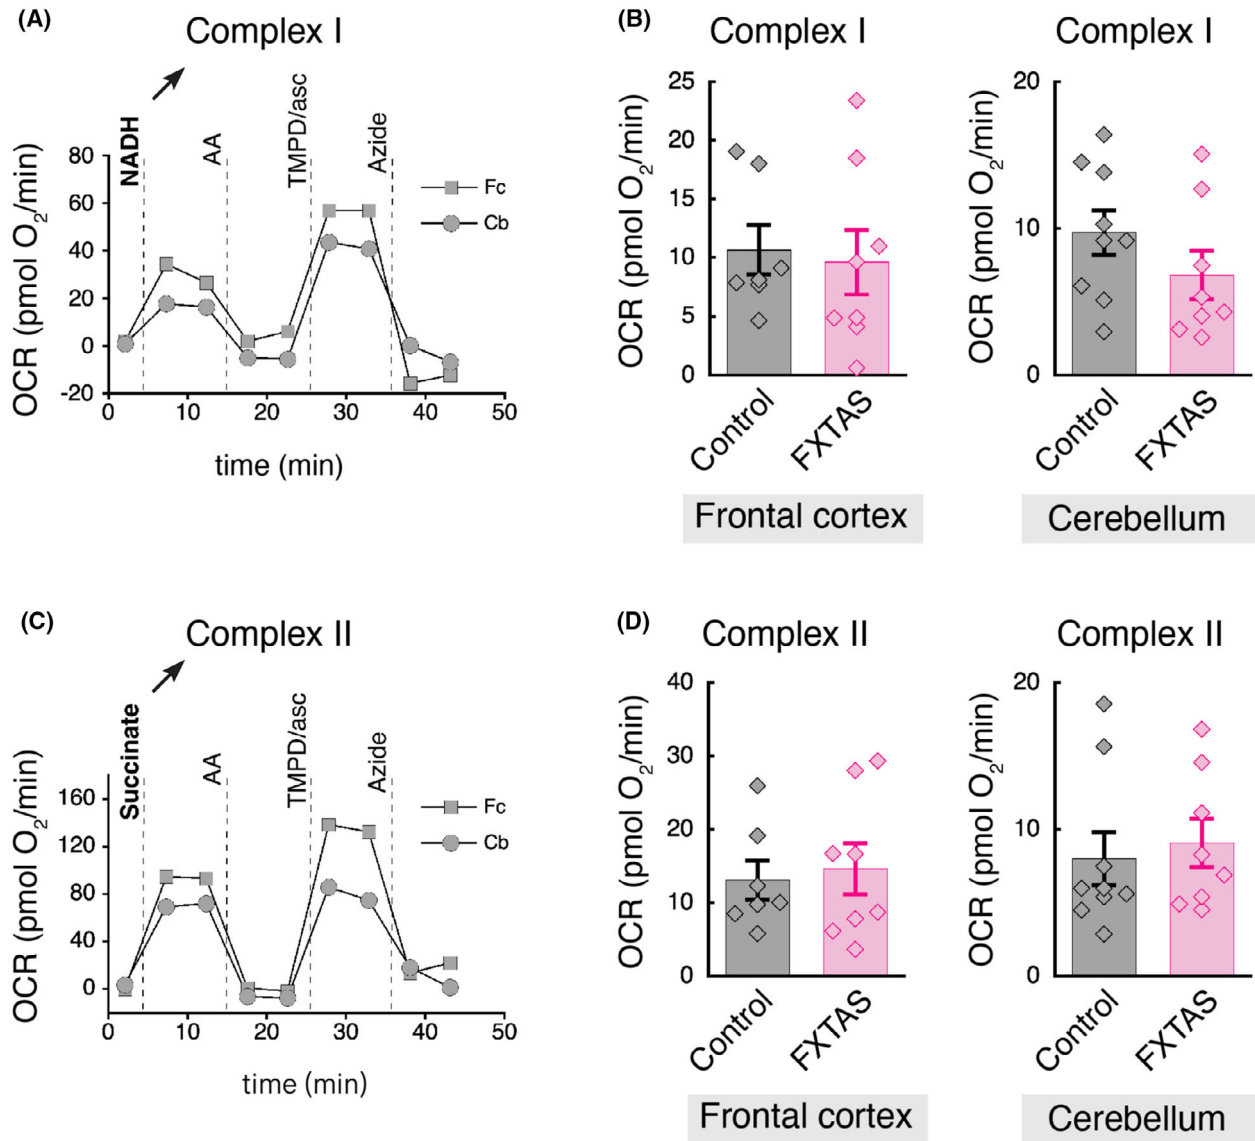 (A)
Complex I
NADH
AA
TMPD/asc
Azide
Fc
Cb
OCR (pmol O2/min)
80
60
40
20
0
-20
0
10
20
30
40
50
time (min)
(B)
Complex I
OCR (pmol O2/min)
25
20
15
10
5
0
Control
FXTAS
Frontal cortex
Complex I
OCR (pmol O2/min)
20
10
0
Control
FXTAS
Cerebellum
(C)
Complex II
Succinate
AA
TMPD/asc
Azide
Fc
Cb
OCR (pmol O2/min)
160
120
80
40
0
0
10
20
30
40
50
time (min)
(D)
Complex II
OCR (pmol O2/min)
40
30
20
10
0
Control
FXTAS
Frontal cortex
Complex II
OCR (pmol O2/min)
20
10
0
Control
FXTAS
Cerebellum